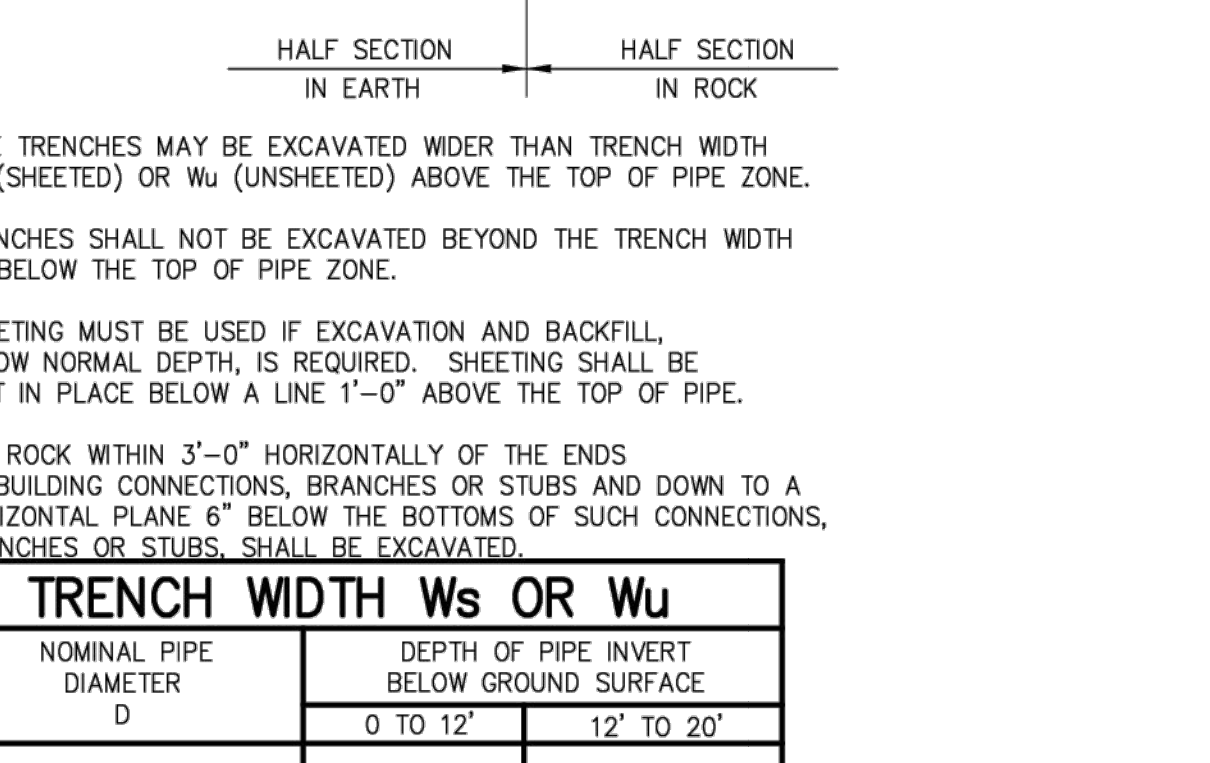 HALF SECTION HALF SECTION
IN EARTH IN ROCK
TRENCHES MAY BE EXCAVATED WIDER THAN TRENCH WIDTH
(SHEETED) OR Wu (UNSHEETED) ABOVE THE TOP OF PIPE ZONE.
NCHES SHALL NOT BE EXCAVATED BEYOND THE TRENCH WIDTH
BELOW THE TOP OF PIPE ZONE.
ETING MUST BE USED IF EXCAVATION AND BACKFILL,
OW NORMAL DEPTH, IS REQUIRED. SHEETING SHALL BE
T IN PLACE BELOW A LINE 1'-0" ABOVE THE TOP OF PIPE.
ROCK WITHIN 3'-0" HORIZONTALLY OF THE ENDS
BUILDING CONNECTIONS, BRANCHES OR STUBS AND DOWN TO A
IZONTAL PLANE 6" BELOW THE BOTTOMS OF SUCH CONNECTIONS,
NCHES OR STUBS, SHALL BE EXCAVATED.
TRENCH WIDTH Ws OR Wu
NOMINAL PIPE
DIAMETER
D
DEPTH OF PIPE INVERT
BELOW GROUND SURFACE
0 TO 12' 12' TO 20'